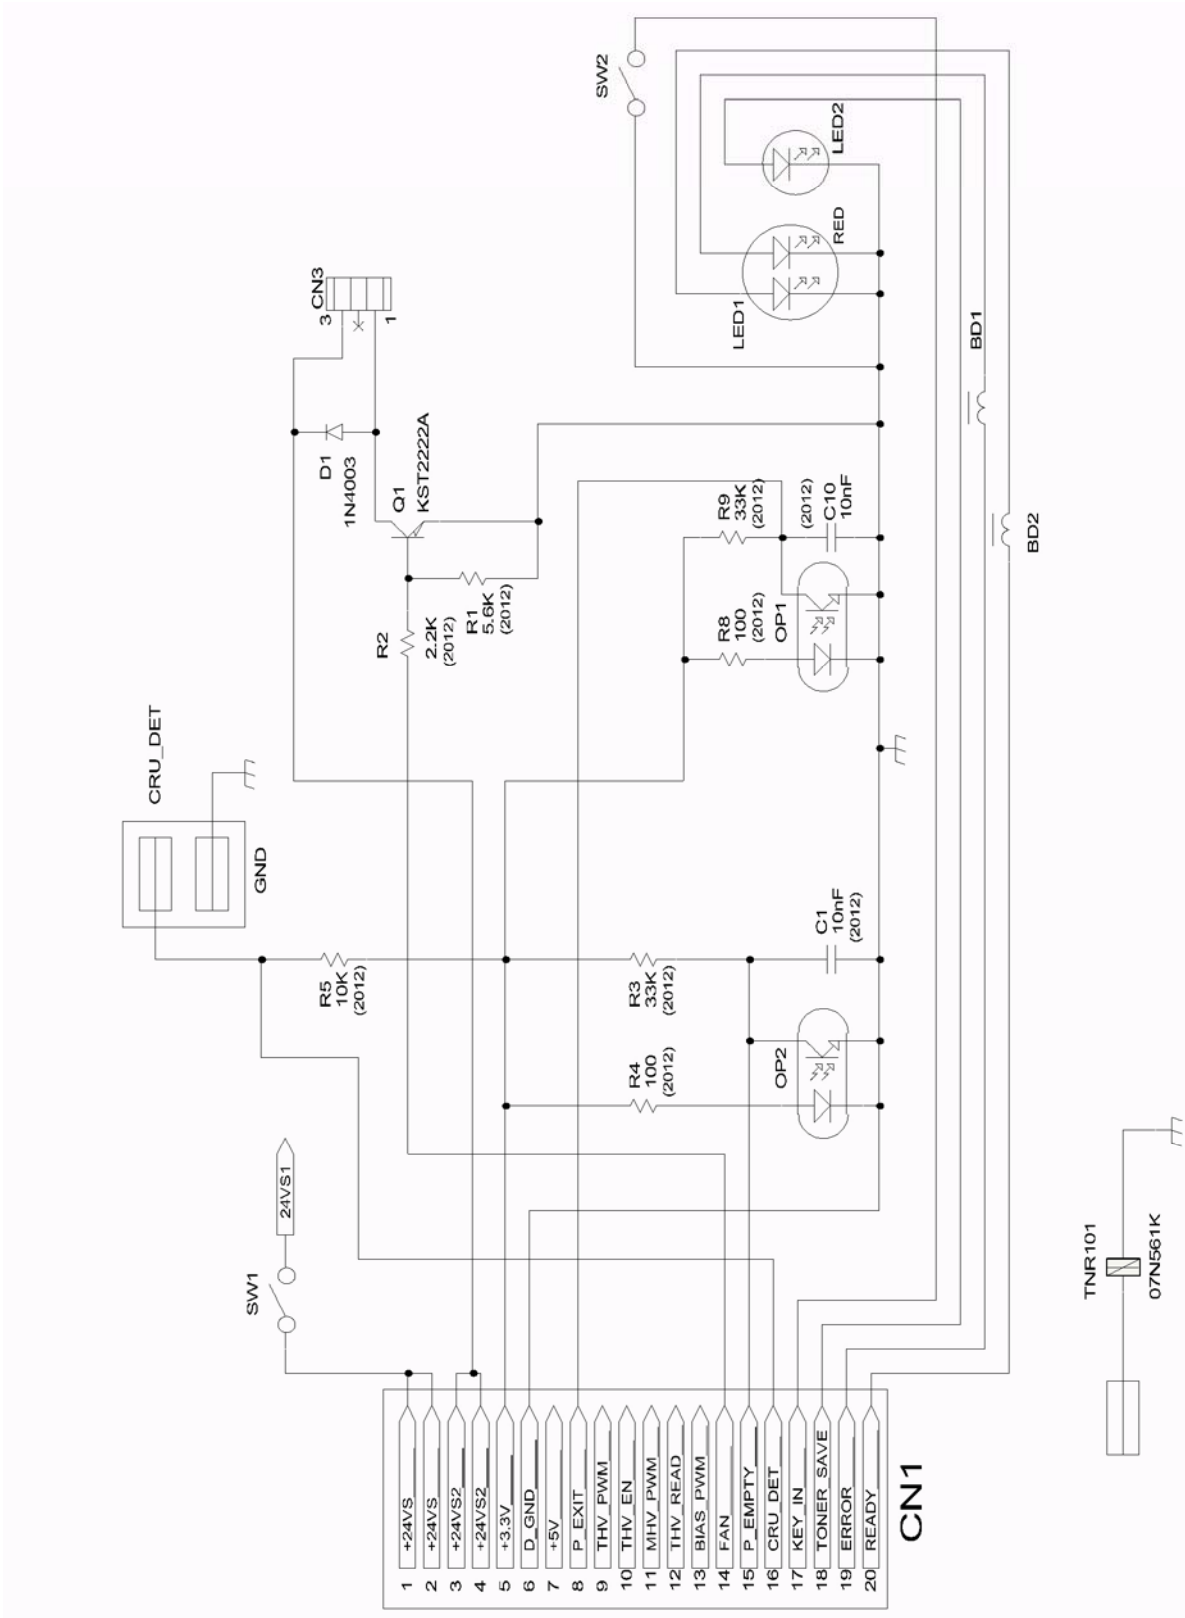 SW2
LED2
RED
LED1
CN3
3
1
D1
1N4003
Q1
KST2222A
R2
2.2K
(2012)
R1
5.6K
(2012)
R9
33K
(2012)
(2012)
C10
10nF
R8
100
(2012)
OP1
BD1
BD2
CRU_DET
GND
R5
10K
(2012)
R3
33K
(2012)
C1
10nF
(2012)
R4
100
(2012)
OP2
24VS1
SW1
TNR101
07N561K
1 +24VS
2 +24VS
3 +24VS2
4 +24VS2
5 +3.3V
6 D_GND
7 +5V
8 P_EXIT
9 THV_PWM
10 THV_EN
11 MHV_PWM
12 THV_READ
13 BIAS_PWM
14 FAN
15 P_EMPTY
16 CRU_DET
17 KEY_IN
18 TONER_SAVE
19 ERROR
20 READY
CN1